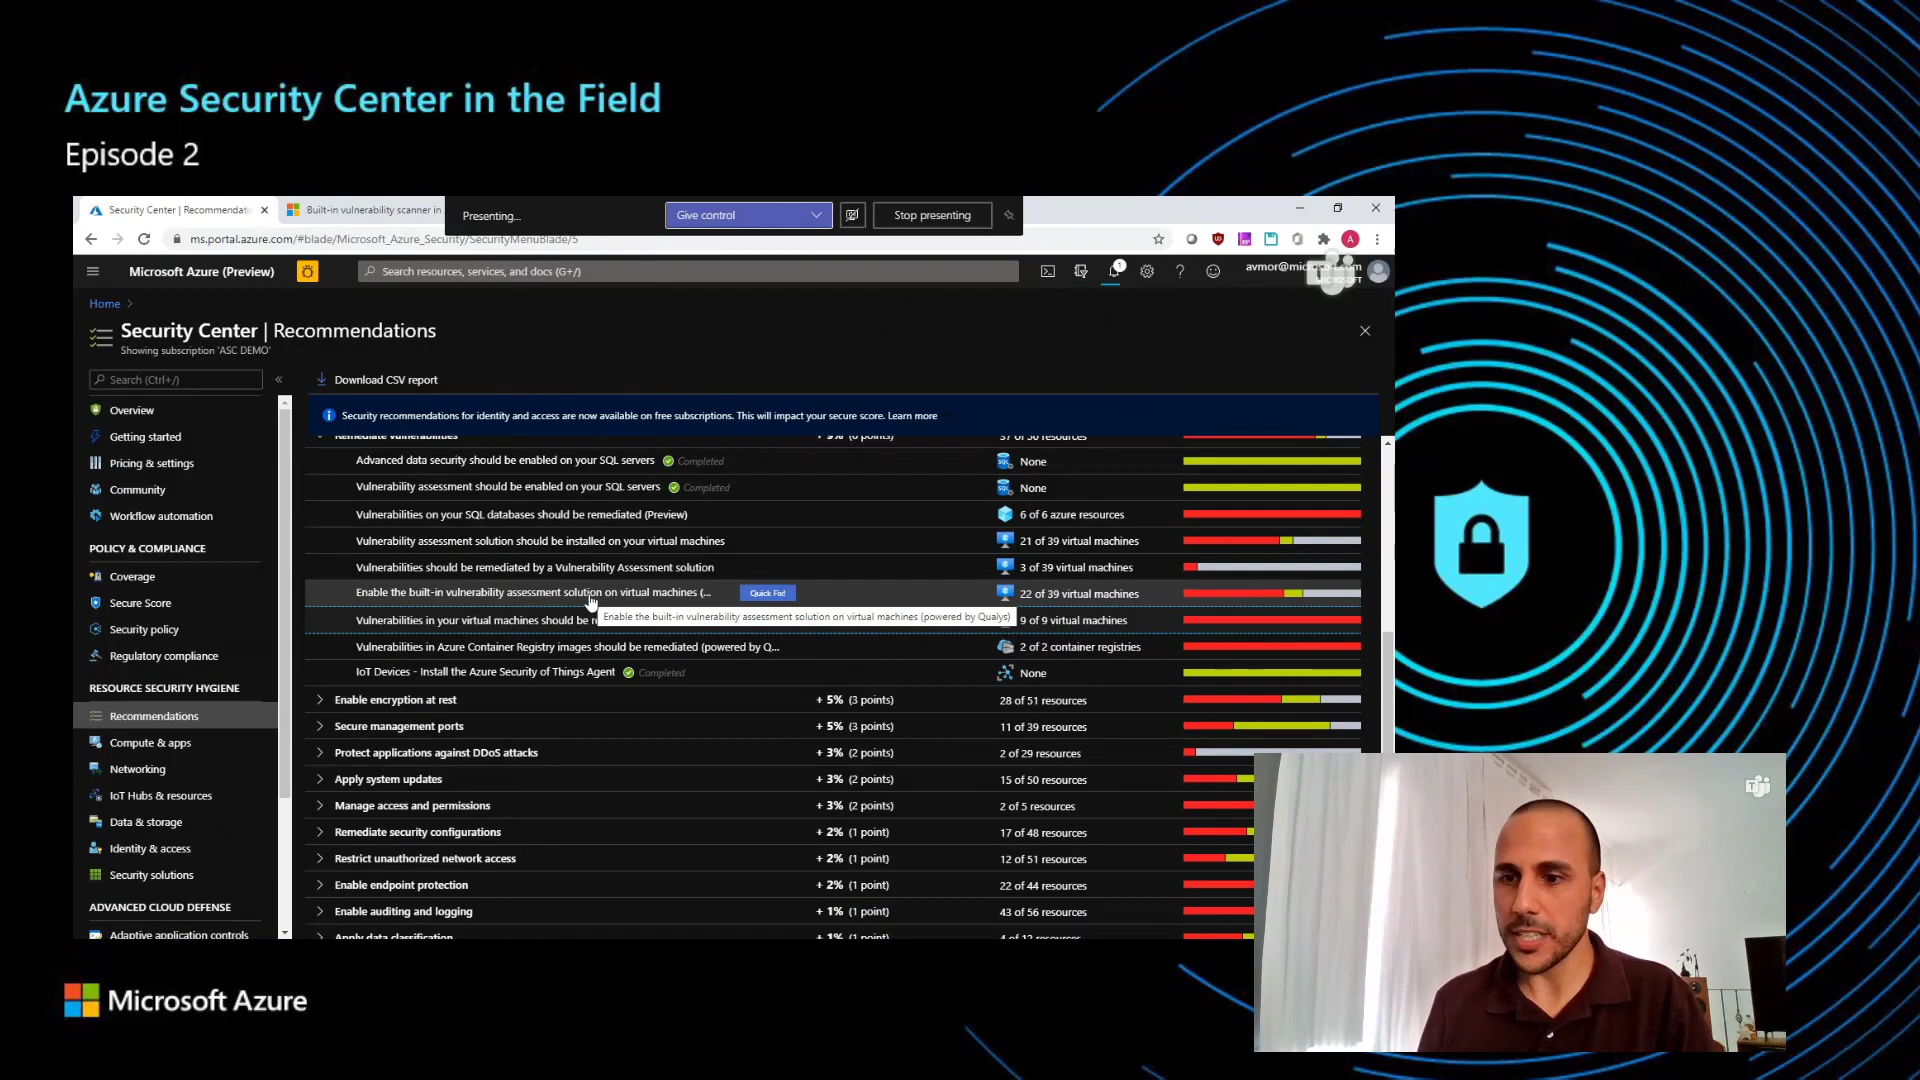 Azure Security Center in the Field
Episode 2
Security Center | Recommendati
Built-in vulnerability scanner in
Presenting...
Give control
Stop presenting
ms.portal.azure.com/#blade/Microsoft_Azure_Security/SecurityMenuBlade/5
A
Microsoft Azure (Preview)
Search resources, services, and docs (G+/)
1
MICROSOFT
Home
Security Center | Recommendations
Showing subscription 'ASC DEMO'
Search (Ctrl+/)
Download CSV report
Security recommendations for identity and access are now available on free subscriptions. This will impact your secure score. Learn more
Overview
Getting started
Pricing & settings
Community
Workflow automation
POLICY & COMPLIANCE
Coverage
Secure Score
Security policy
Regulatory compliance
RESOURCE SECURITY HYGIENE
Recommendations
Compute & apps
Networking
IoT Hubs & resources
Data & storage
Identity & access
Security solutions
ADVANCED CLOUD DEFENSE
Adaptive application controls
Remediate vulnerabilities
Advanced data security should be enabled on your SQL servers Completed None
Vulnerability assessment should be enabled on your SQL servers Completed None
Vulnerabilities on your SQL databases should be remediated (Preview) 6 of 6 azure resources
Vulnerability assessment solution should be installed on your virtual machines 21 of 39 virtual machines
Vulnerabilities should be remediated by a Vulnerability Assessment solution 3 of 39 virtual machines
Enable the built-in vulnerability assessment solution on virtual machines (... Quick Fix! 22 of 39 virtual machines
Enable the built-in vulnerability assessment solution on virtual machines (powered by Qualys)
Vulnerabilities in your virtual machines should be 9 of 9 virtual machines
Vulnerabilities in Azure Container Registry images should be remediated (powered by Q... 2 of 2 container registries
IoT Devices - Install the Azure Security of Things Agent Completed None
Enable encryption at rest + 5% (3 points) 28 of 51 resources
Secure management ports + 5% (3 points) 11 of 39 resources
Protect applications against DDoS attacks + 3% (2 points) 2 of 29 resources
Apply system updates + 3% (2 points) 15 of 50 resources
Manage access and permissions + 3% (2 points) 2 of 5 resources
Remediate security configurations + 2% (1 point) 17 of 48 resources
Restrict unauthorized network access + 2% (1 point) 12 of 51 resources
Enable endpoint protection + 2% (1 point) 22 of 44 resources
Enable auditing and logging + 1% (1 point) 43 of 56 resources
Apply data classification + 1% (1 point) 4 of 12 resources
Microsoft Azure